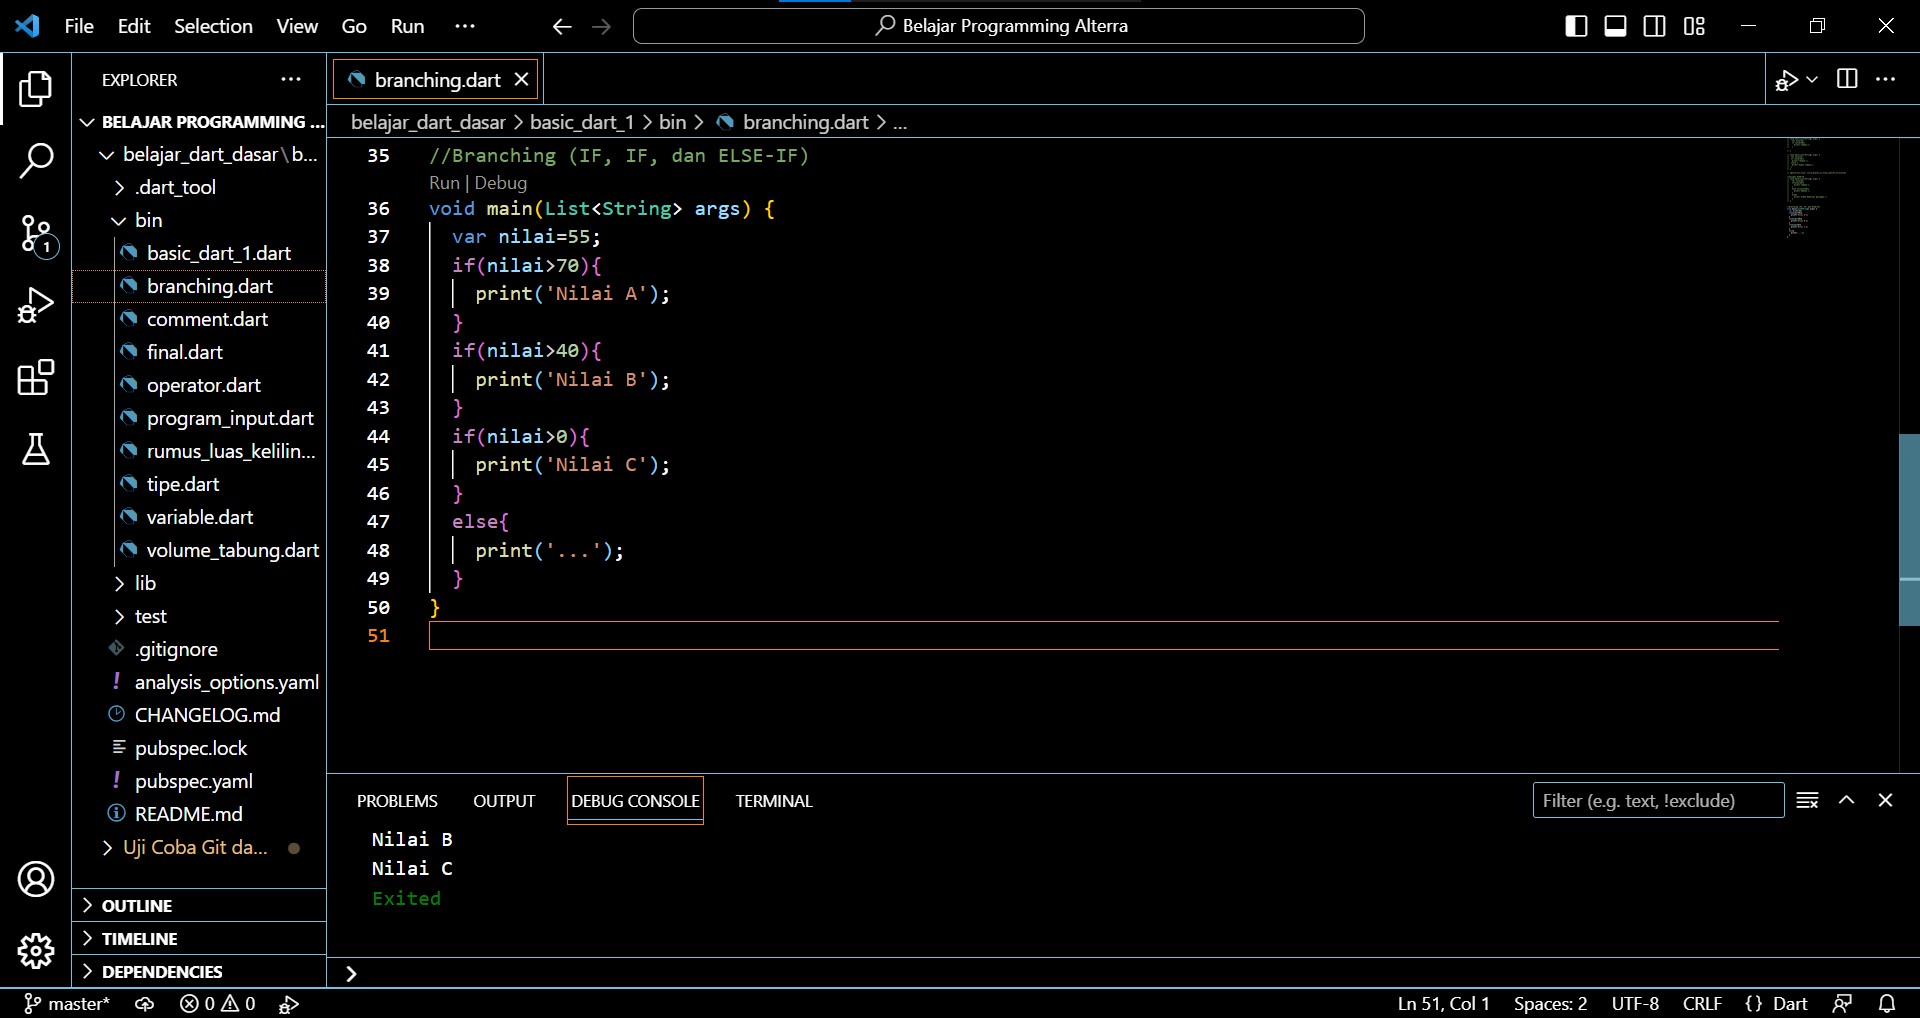 File Edit Selection View Go Run ···
Belajar Programming Alterra
EXPLORER
BELAJAR PROGRAMMING ...
belajar_dart_dasar\b...
.dart_tool
bin
basic_dart_1.dart
branching.dart
comment.dart
final.dart
operator.dart
program_input.dart
rumus_luas_kelilin...
tipe.dart
variable.dart
volume_tabung.dart
lib
test
.gitignore
analysis_options.yaml
CHANGELOG.md
pubspec.lock
pubspec.yaml
README.md
Uji Coba Git da...
OUTLINE
TIMELINE
DEPENDENCIES
1
branching.dart
belajar_dart_dasar > basic_dart_1 > bin > branching.dart > ...
35 //Branching (IF, IF, dan ELSE-IF)
Run | Debug
36 void main(List<String> args) {
37 var nilai=55;
38 if(nilai>70){
39 print('Nilai A');
40 }
41 if(nilai>40){
42 print('Nilai B');
43 }
44 if(nilai>0){
45 print('Nilai C');
46 }
47 else{
48 print('...');
49 }
50 }
51
PROBLEMS OUTPUT DEBUG CONSOLE TERMINAL
Filter (e.g. text, !exclude)
Nilai B
Nilai C
Exited
>
master* 0 0
Ln 51, Col 1 Spaces: 2 UTF-8 CRLF {} Dart